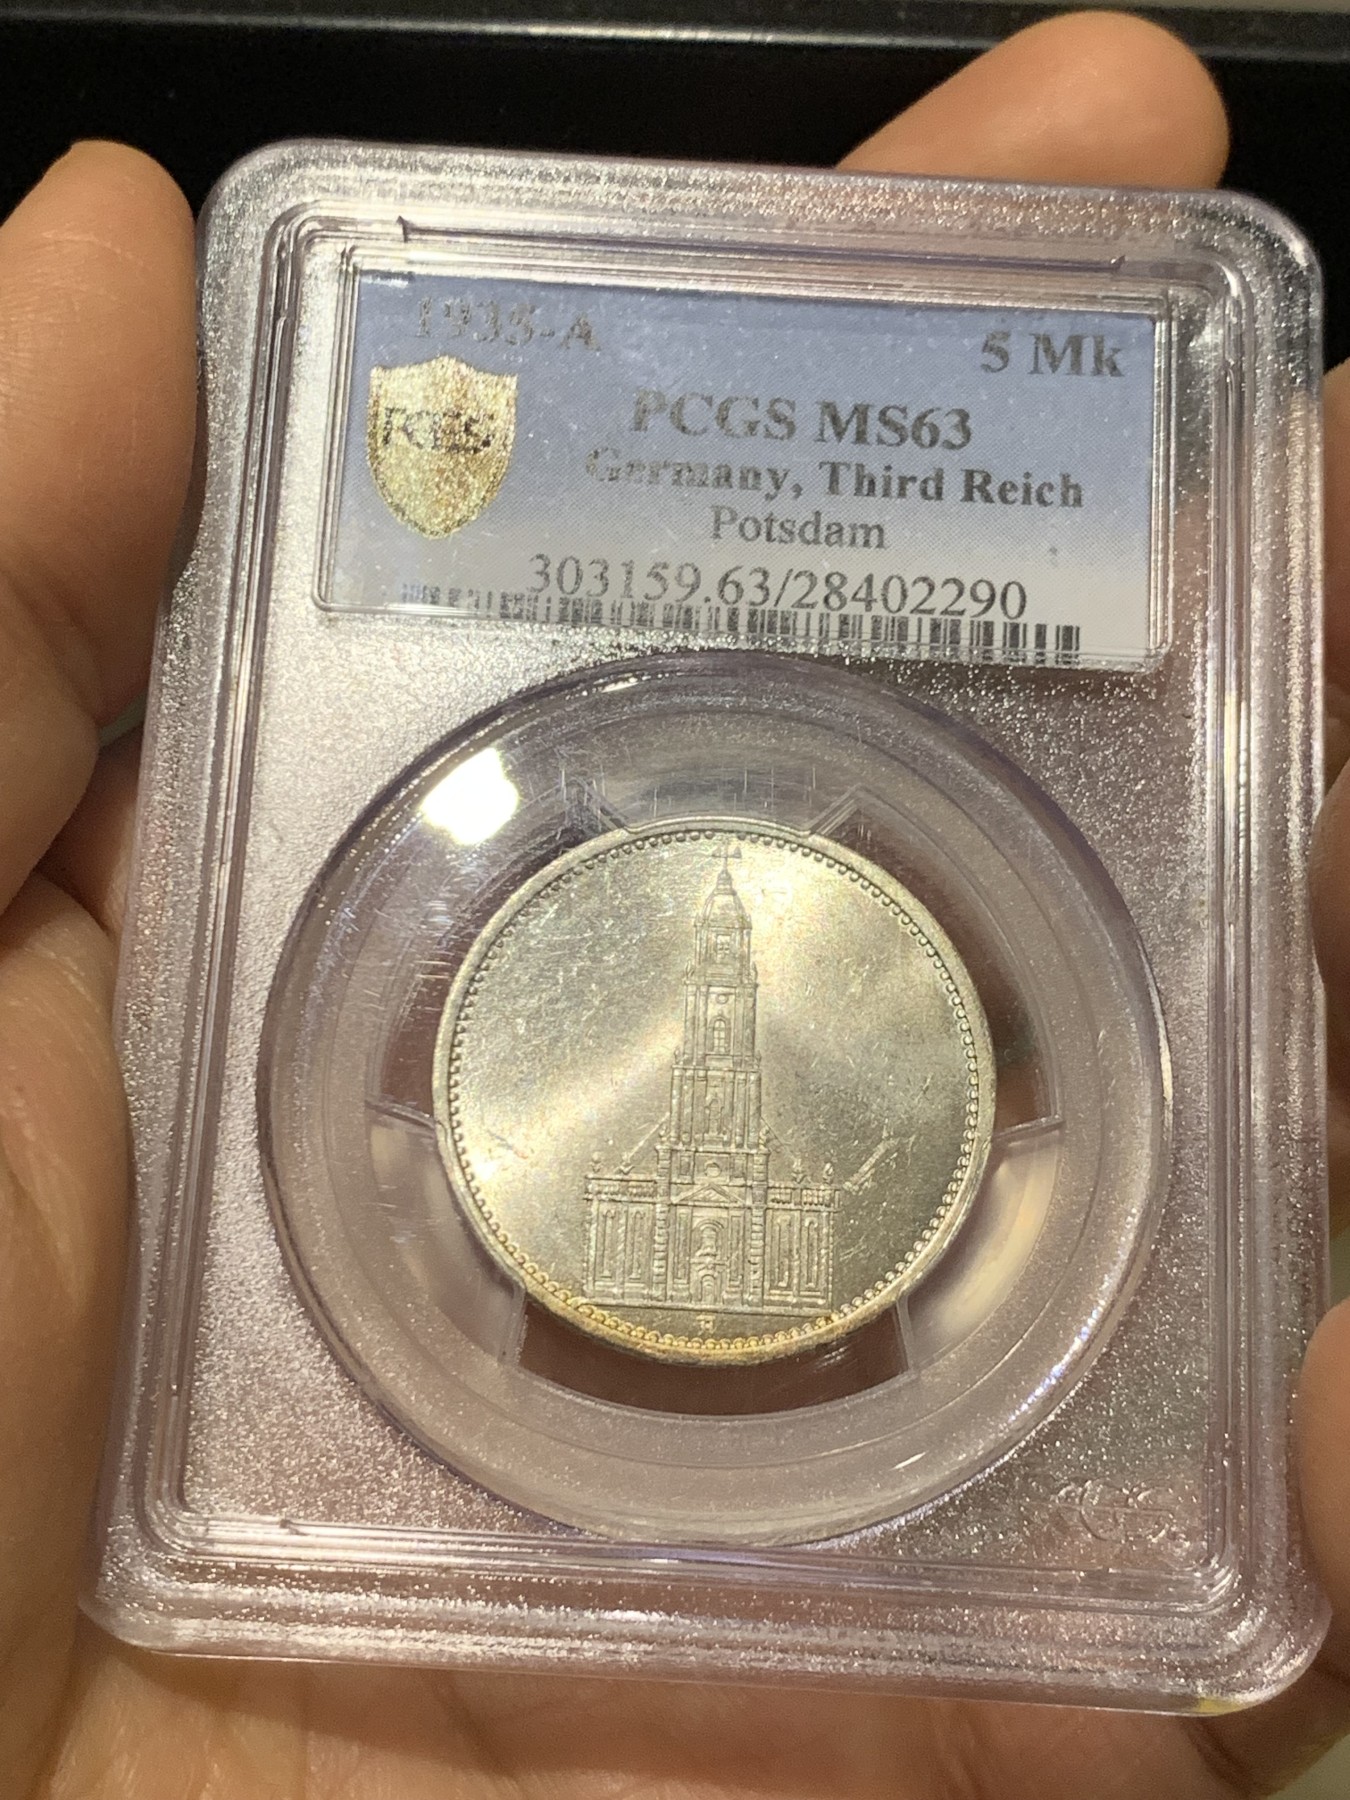 1935-A 5 Mk
PCGS MS63
Germany, Third Reich
Potsdam
303159.63/28402290